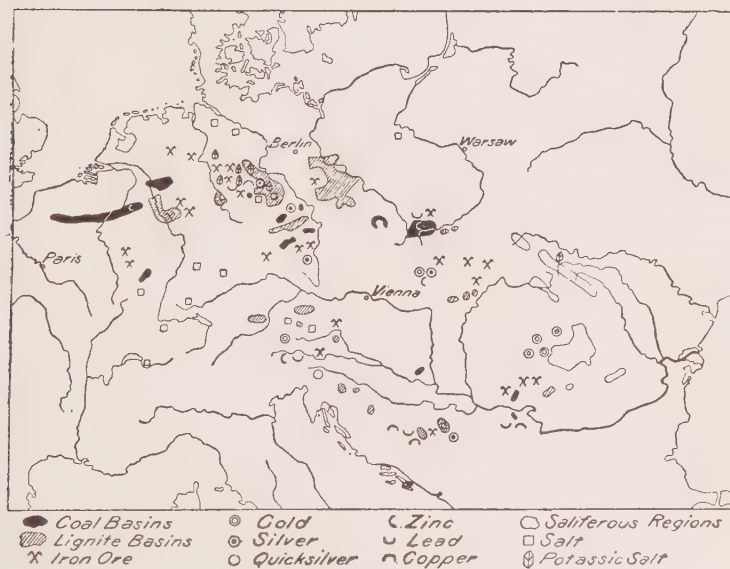 Berlin
Warsaw
Paris
Vienna
Coal Basins
Gold
Zinc
Saliferous Regions
Lignite Basins
Silver
Lead
Salt
Iron Ore
Quicksilver
Copper
Potassic Salt